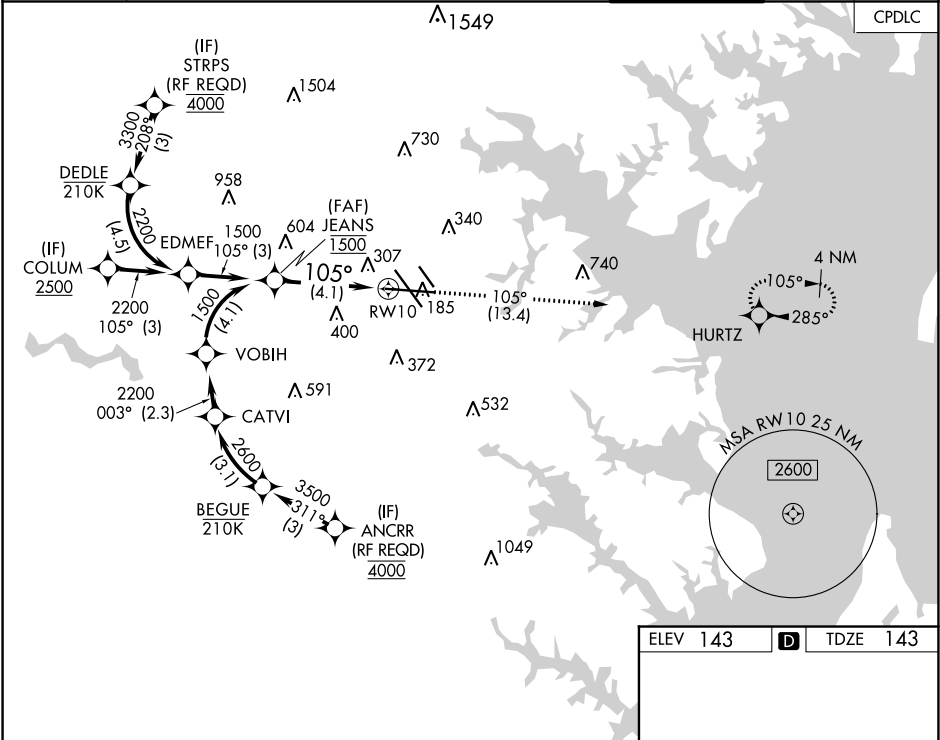 1549
CPDLC
(IF)
STRPS
(RF REQD)
4000
1504
3300
208°
(3)
730
DEDLE
210K
958
2200
(4.5)
(FAF)
JEANS
1500
340
604
EDMEF
1500
105° (3)
(IF)
COLUM
2500
307
105°
(4.1)
740
4 NM
105°
285°
HURTZ
2200
105° (3)
1500
(4.1)
RW10
185
105°
(13.4)
400
VOBIH
372
2200
003° (2.3)
591
CATVI
532
2600
(3.1)
MSA RW10 25 NM
2600
BEGUE
210K
3500
311°
(3)
(IF)
ANCRR
(RF REQD)
4000
1049
ELEV 143 D TDZE 143